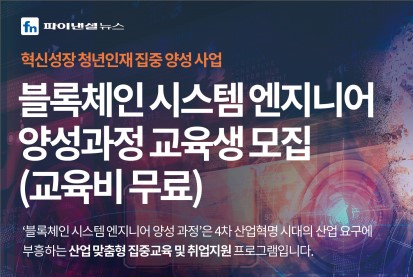 fn 파이낸셜뉴스
혁신성장 청년인재 집중 양성 사업
블록체인 시스템 엔지니어
양성과정 교육생 모집
(교육비 무료)
‘블록체인 시스템 엔지니어 양성 과정’은 4차 산업혁명 시대의 산업 요구에
부흥하는 산업 맞춤형 집중교육 및 취업지원 프로그램입니다.